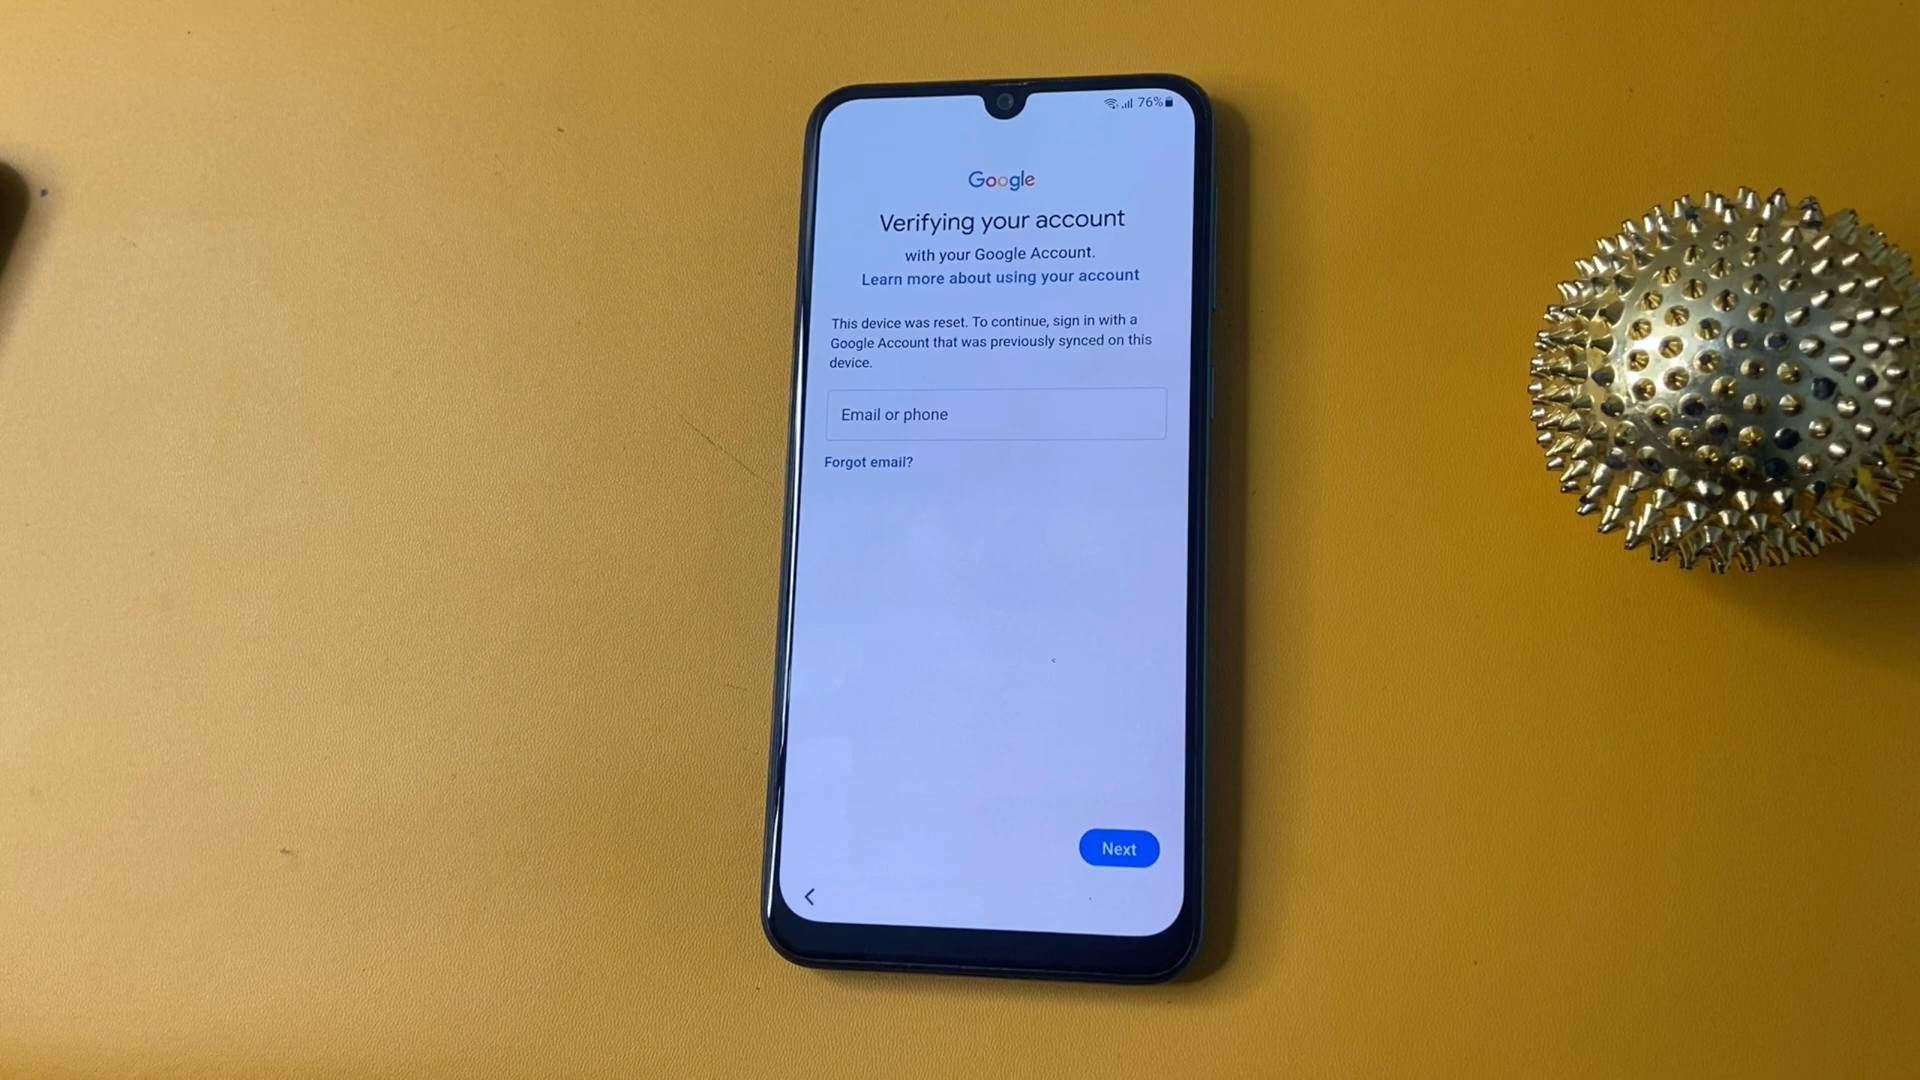 76%
Google
Verifying your account
with your Google Account.
Learn more about using your account
This device was reset. To continue, sign in with a
Google Account that was previously synced on this
device.
Email or phone
Forgot email?
Next